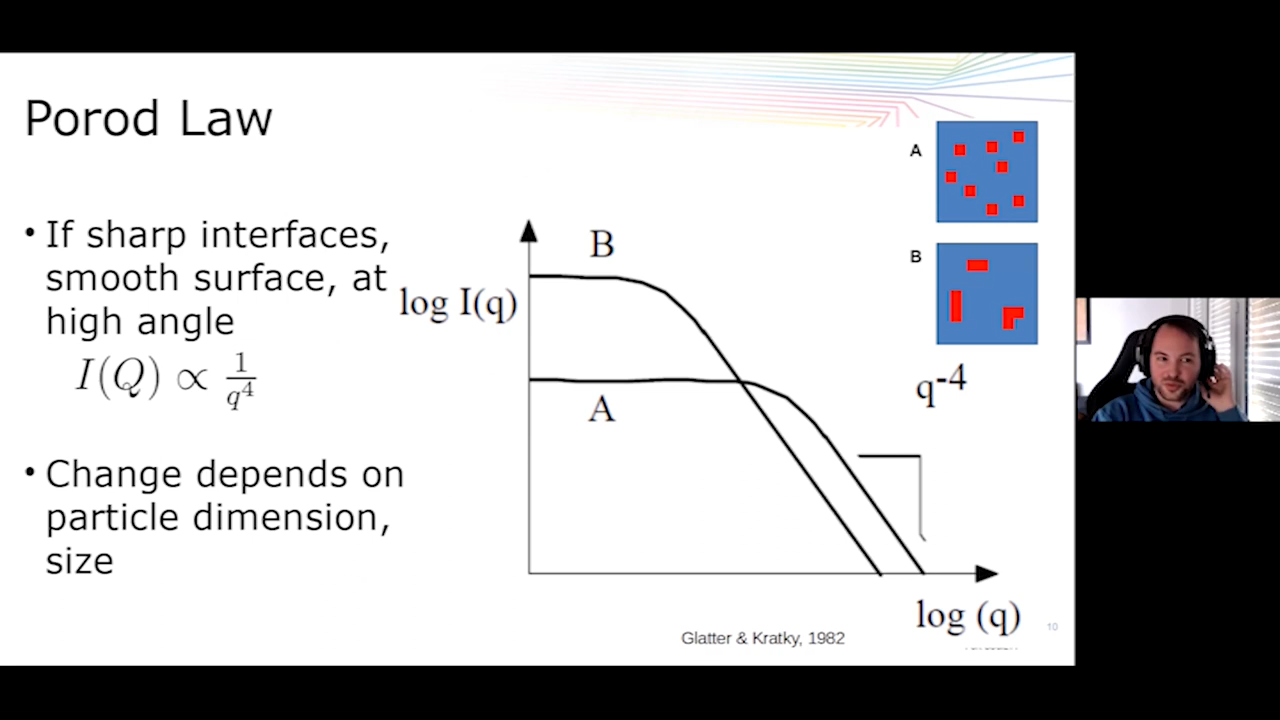 Porod Law
• If sharp interfaces,
smooth surface, at
high angle
I(Q) ∝ 1/q⁴
• Change depends on
particle dimension,
size
log I(q)
B
A
A
B
q⁻⁴
log (q)
Glatter & Kratky, 1982
10